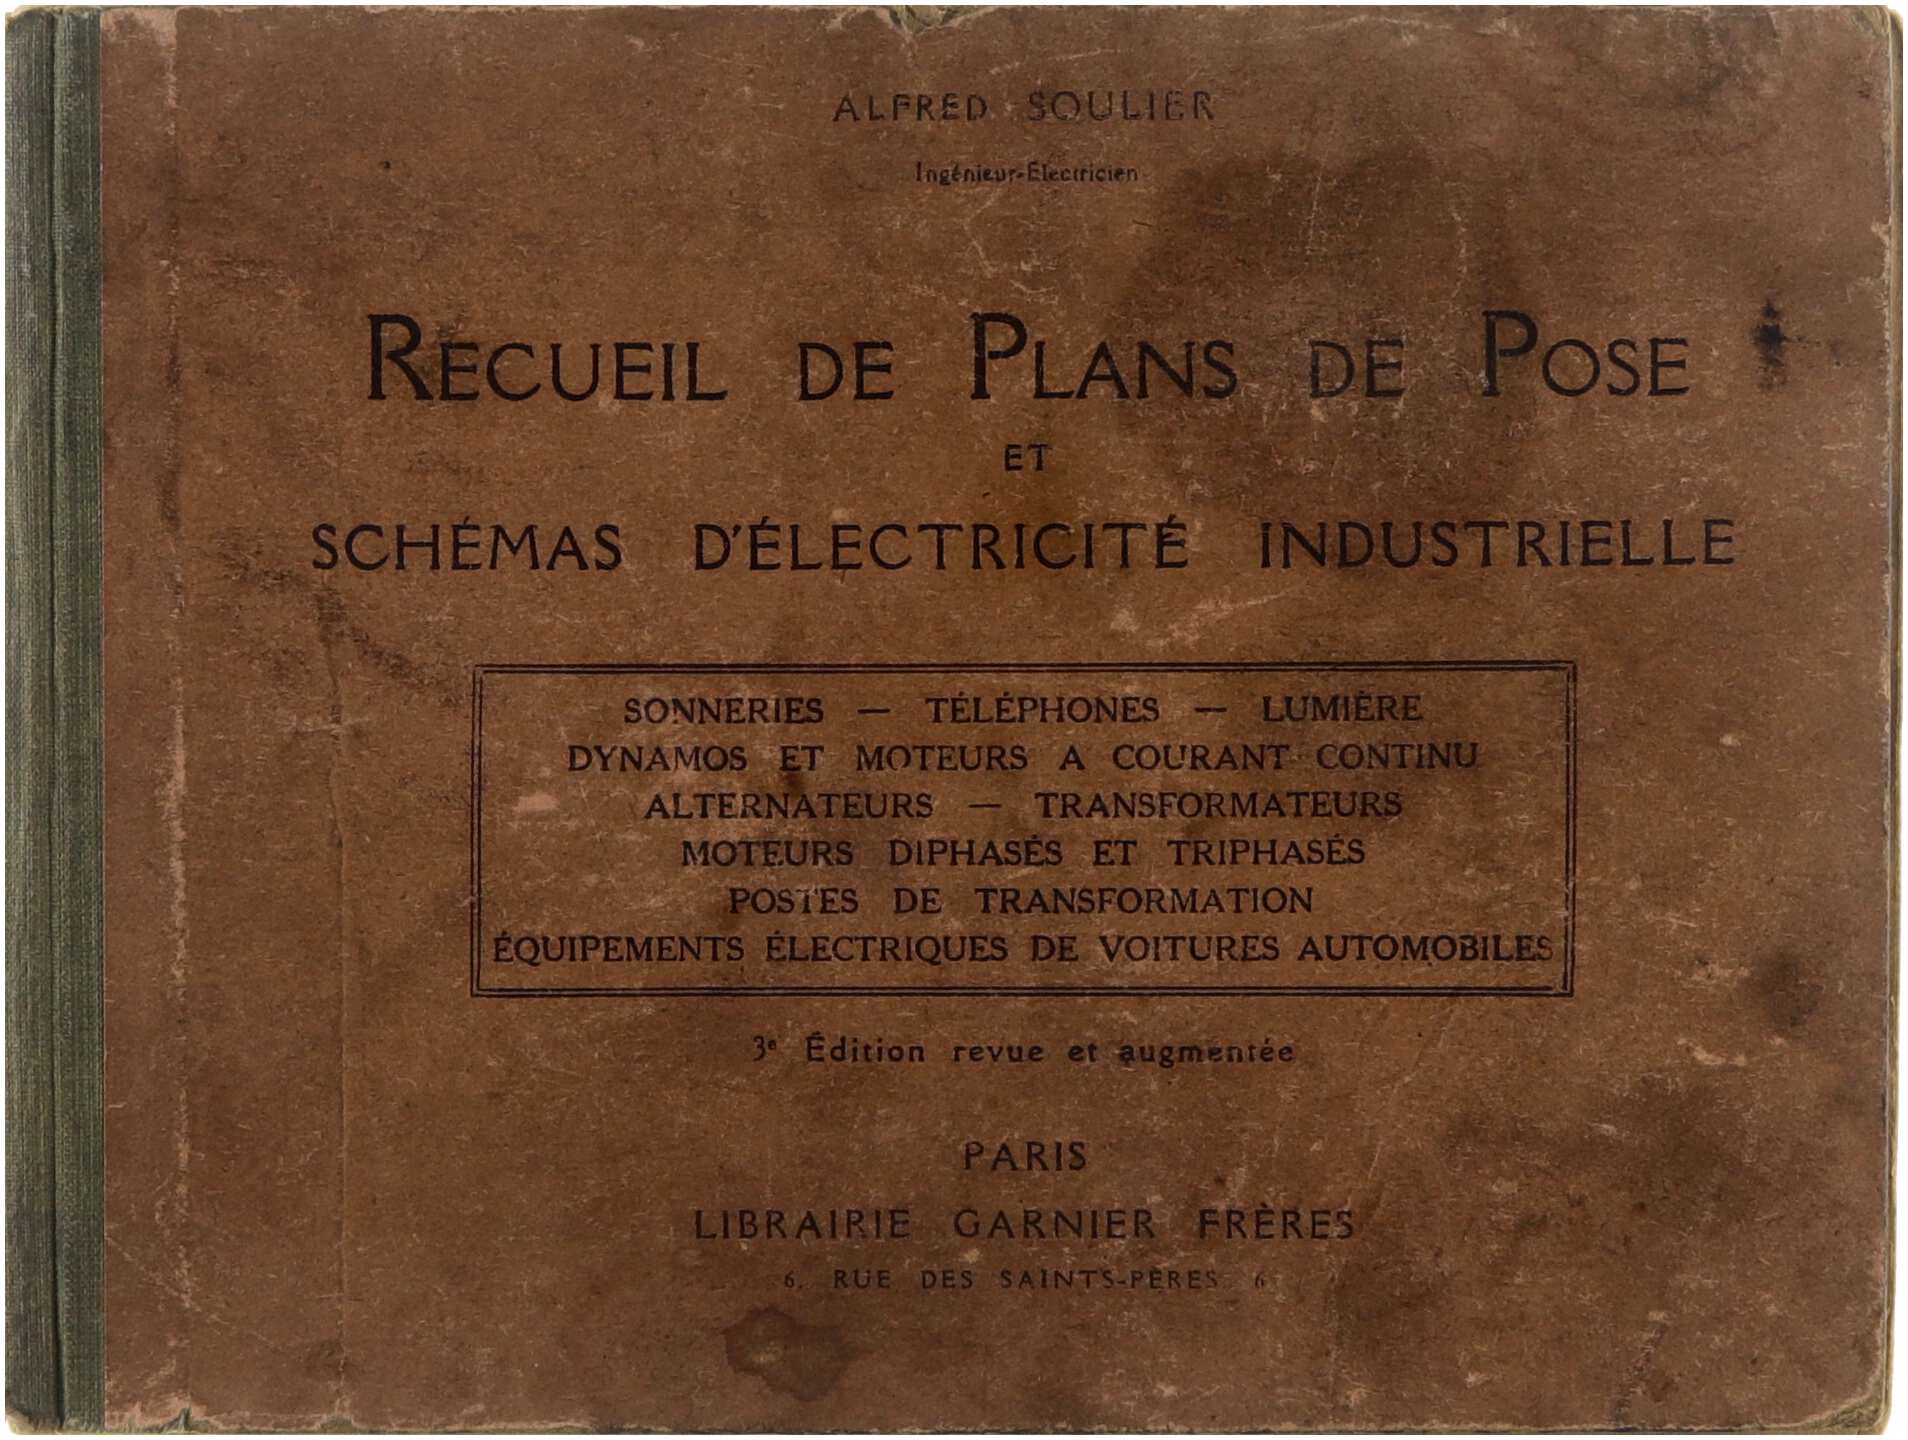 ALFRED SOULIER
Ingénieur-Électricien
RECUEIL DE PLANS DE POSE
ET
SCHÉMAS D'ÉLECTRICITÉ INDUSTRIELLE
SONNERIES — TÉLÉPHONES — LUMIÈRE
DYNAMOS ET MOTEURS A COURANT CONTINU
ALTERNATEURS — TRANSFORMATEURS
MOTEURS DIPHASÉS ET TRIPHASÉS
POSTES DE TRANSFORMATION
ÉQUIPEMENTS ÉLECTRIQUES DE VOITURES AUTOMOBILES
3e Édition revue et augmentée
PARIS
LIBRAIRIE GARNIER FRÈRES
6, RUE DES SAINTS-PÈRES 6